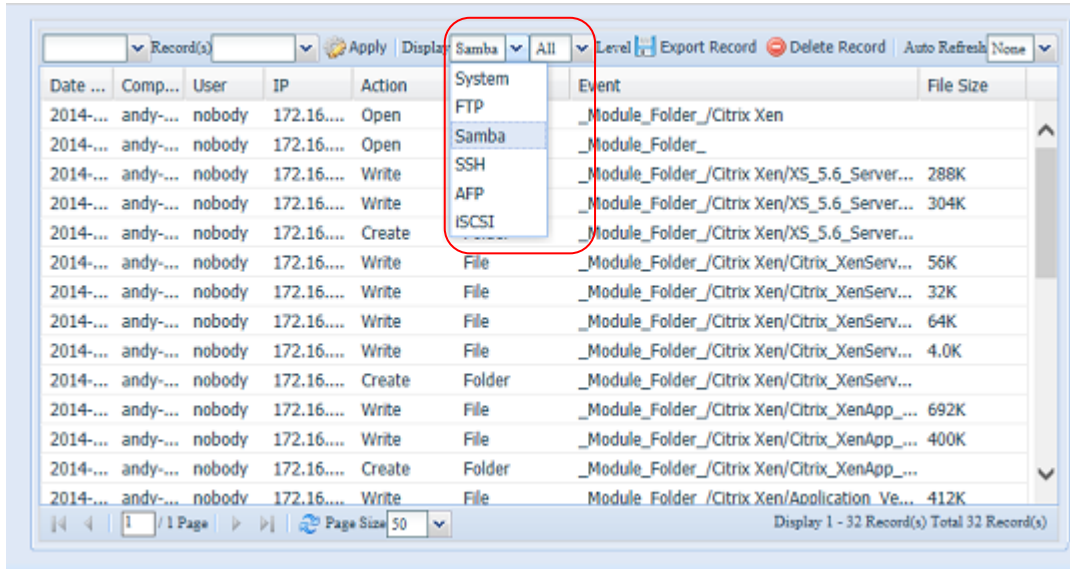 Record(s) Apply Display Samba All Level Export Record Delete Record Auto Refresh None
Date ... Comp... User IP Action Event File Size
System
FTP
Samba
SSH
AFP
iSCSI
2014-... andy-... nobody 172.16.... Open _Module_Folder_/Citrix Xen
2014-... andy-... nobody 172.16.... Open _Module_Folder_
2014-... andy-... nobody 172.16.... Write _Module_Folder_/Citrix Xen/XS_5.6_Server... 288K
2014-... andy-... nobody 172.16.... Write _Module_Folder_/Citrix Xen/XS_5.6_Server... 304K
2014-... andy-... nobody 172.16.... Create _Module_Folder_/Citrix Xen/XS_5.6_Server...
2014-... andy-... nobody 172.16.... Write File _Module_Folder_/Citrix Xen/Citrix_XenServ... 56K
2014-... andy-... nobody 172.16.... Write File _Module_Folder_/Citrix Xen/Citrix_XenServ... 32K
2014-... andy-... nobody 172.16.... Write File _Module_Folder_/Citrix Xen/Citrix_XenServ... 64K
2014-... andy-... nobody 172.16.... Write File _Module_Folder_/Citrix Xen/Citrix_XenServ... 4.0K
2014-... andy-... nobody 172.16.... Create Folder _Module_Folder_/Citrix Xen/Citrix_XenServ...
2014-... andy-... nobody 172.16.... Write File _Module_Folder_/Citrix Xen/Citrix_XenApp_... 692K
2014-... andy-... nobody 172.16.... Write File _Module_Folder_/Citrix Xen/Citrix_XenApp_... 400K
2014-... andy-... nobody 172.16.... Create Folder _Module_Folder_/Citrix Xen/Citrix_XenApp_...
2014-... andy-... nobody 172.16.... Write File _Module_Folder_/Citrix Xen/Application_Ve... 412K
1 / 1 Page Page Size 50 Display 1 - 32 Record(s) Total 32 Record(s)